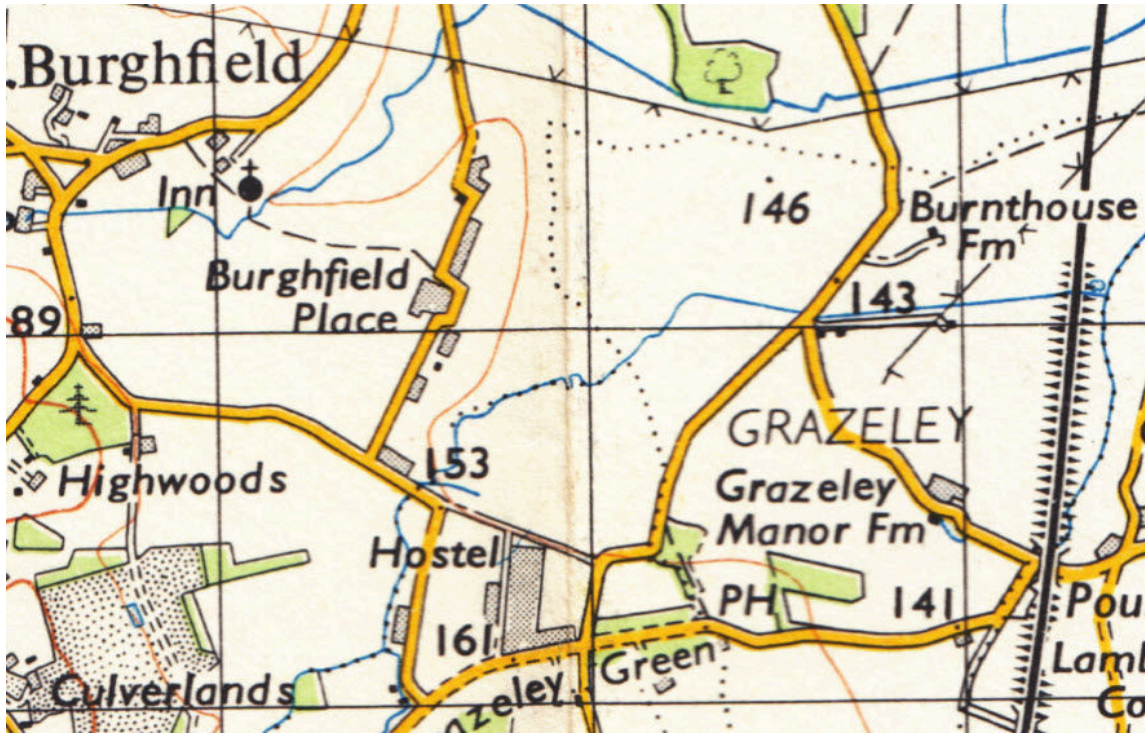 Burghfield
Inn
146
Burnthouse
Fm
Burghfield
Place
143
89
GRAZELEY
153
Highwoods
Grazeley
Manor Fm
Hostel
PH
141
Pou
161
Green
Lamb
Culverlands
Co
azeley